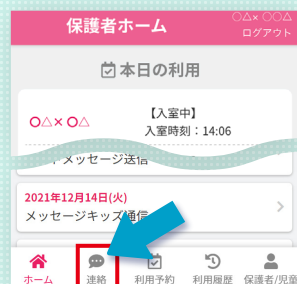 保護者ホーム
○△× ○○△
ログアウト
本日の利用
○△× ○△
【入室中】
入室時刻：14:06
メッセージ送信
2021年12月14日(火)
メッセージキッズ通信
ホーム
連絡
利用予約
利用履歴
保護者/児童